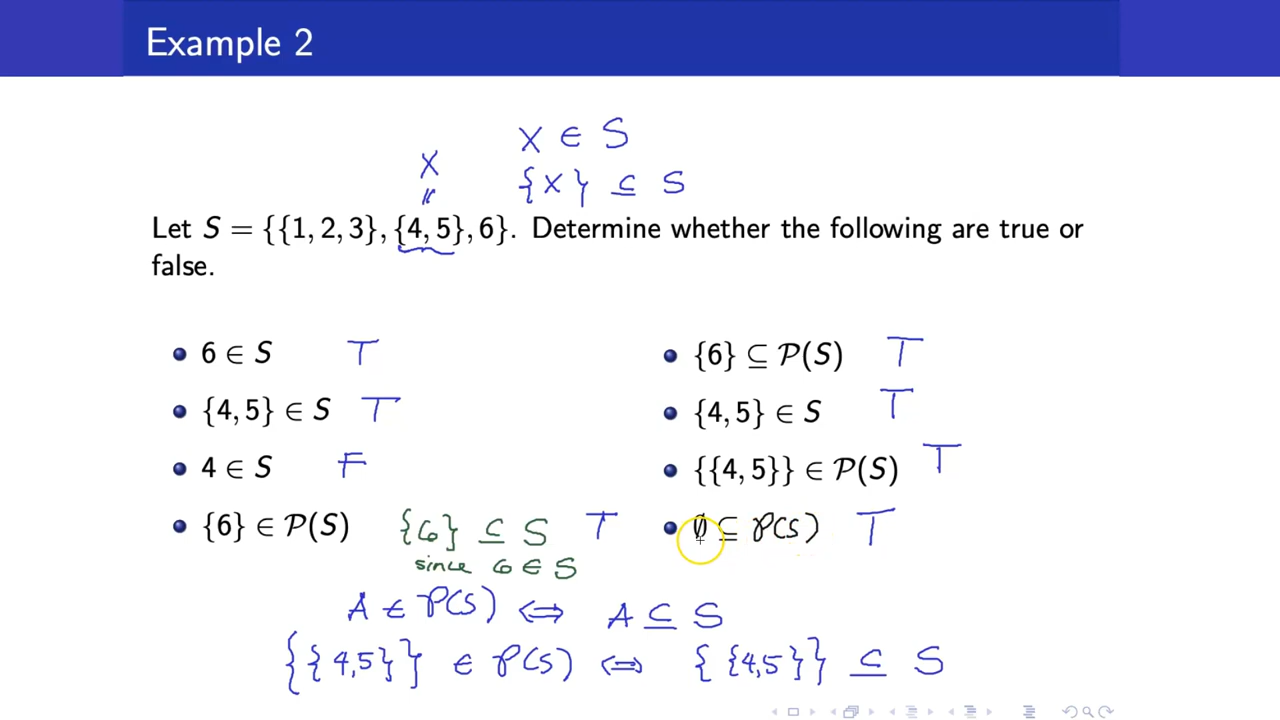 Example 2
X ∈ S
X
{X} ⊆ S
=
Let S = {{1, 2, 3}, {4, 5}, 6}. Determine whether the following are true or
false.
6 ∈ S T
{4, 5} ∈ S T
4 ∈ S F
{6} ∈ P(S) {6} ⊆ S T
since 6 ∈ S
{6} ⊆ P(S) T
{4, 5} ∈ S T
{{4, 5}} ∈ P(S) T
∅ ⊆ P(S) T
A ∈ P(S) ⟺ A ⊆ S
{{4,5}} ∈ P(S) ⟺ {{4,5}} ⊆ S